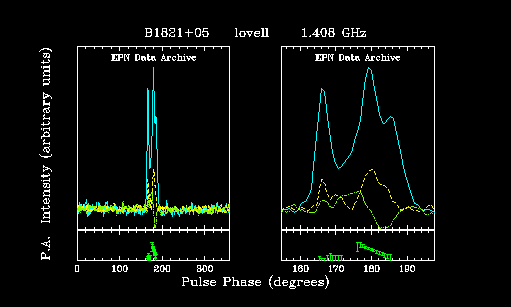 B1821+05 lovell 1.408 GHz
EPN Data Archive EPN Data Archive
Intensity (arbitrary units)
P.A.
0 100 200 300 160 170 180 190
Pulse Phase (degrees)